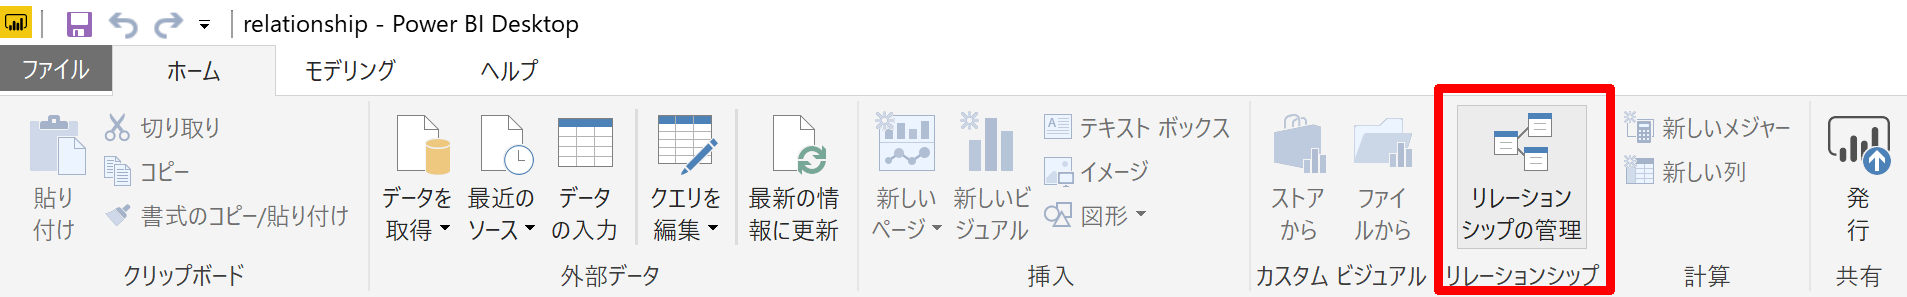 relationship - Power BI Desktop
ファイル
ホーム
モデリング
ヘルプ
貼り
付け
切り取り
コピー
書式のコピー/貼り付け
クリップボード
データを
取得
最近の
ソース
データ
の入力
クエリを
編集
最新の情
報に更新
外部データ
新しい
ページ
新しいビ
ジュアル
テキスト ボックス
イメージ
図形
挿入
ストア
から
ファイ
ルから
カスタム ビジュアル
リレーション
シップの管理
リレーションシップ
新しいメジャー
新しい列
計算
発
行
共有